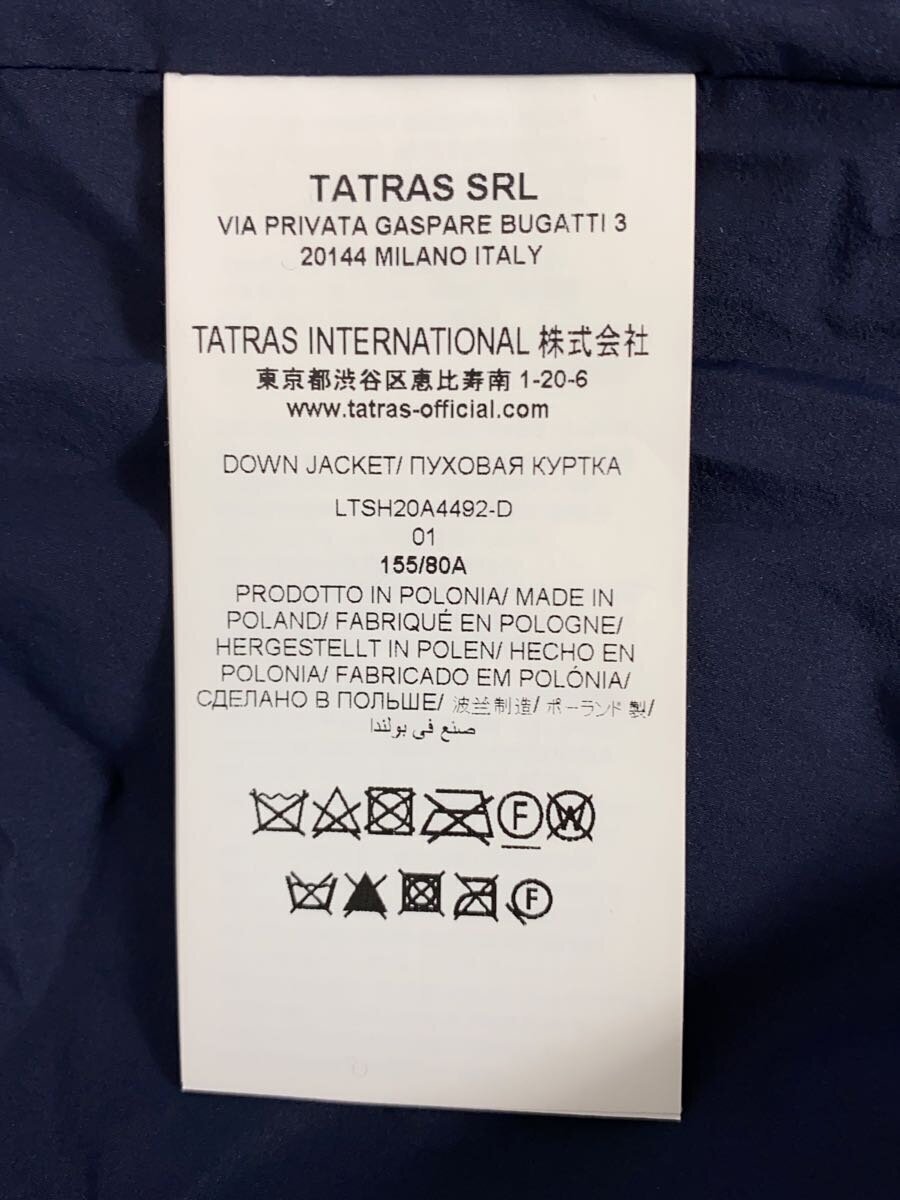 TATRAS SRL
VIA PRIVATA GASPARE BUGATTI 3
20144 MILANO ITALY
TATRAS INTERNATIONAL 株式会社
東京都渋谷区恵比寿南 1-20-6
www.tatras-official.com
DOWN JACKET/ ПУХОВАЯ КУРТКА
LTSH20A4492-D
01
155/80A
PRODOTTO IN POLONIA/ MADE IN
POLAND/ FABRIQUÉ EN POLOGNE/
HERGESTELLT IN POLEN/ HECHO EN
POLONIA/ FABRICADO EM POLÓNIA/
СДЕЛАНО В ПОЛЬШЕ/ 波兰制造/ ポーランド製/
صنع في بولندا
F W
F